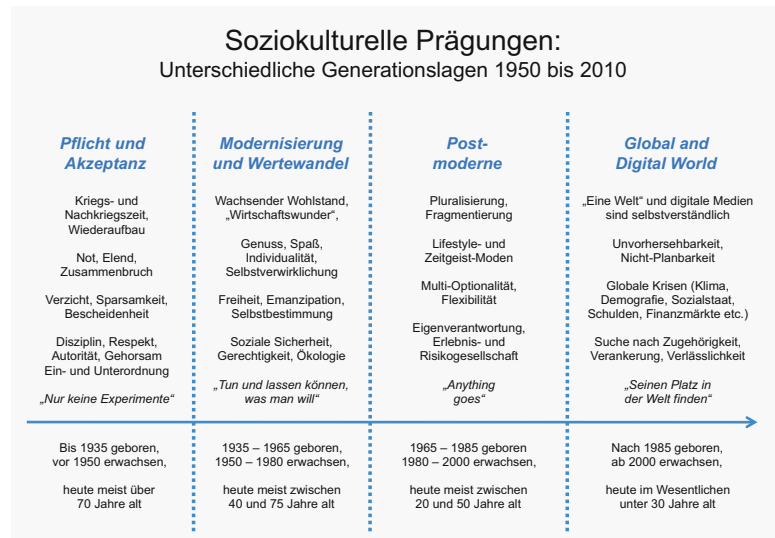 Soziokulturelle Prägungen:
Unterschiedliche Generationslagen 1950 bis 2010
Pflicht und
Akzeptanz
Kriegs- und
Nachkriegszeit,
Wiederaufbau
Not, Elend,
Zusammenbruch
Verzicht, Sparsamkeit,
Bescheidenheit
Disziplin, Respekt,
Autorität, Gehorsam
Ein- und Unterordnung
„Nur keine Experimente“
Bis 1935 geboren,
vor 1950 erwachsen,
heute meist über
70 Jahre alt
Modernisierung
und Wertewandel
Wachsender Wohlstand,
„Wirtschaftswunder“,
Genuss, Spaß,
Individualität,
Selbstverwirklichung
Freiheit, Emanzipation,
Selbstbestimmung
Soziale Sicherheit,
Gerechtigkeit, Ökologie
„Tun und lassen können,
was man will“
1935 – 1965 geboren,
1950 – 1980 erwachsen,
heute meist zwischen
40 und 75 Jahre alt
Post-
moderne
Pluralisierung,
Fragmentierung
Lifestyle- und
Zeitgeist-Moden
Multi-Optionalität,
Flexibilität
Eigenverantwortung,
Erlebnis- und
Risikogesellschaft
„Anything
goes“
1965 – 1985 geboren
1980 – 2000 erwachsen,
heute meist zwischen
20 und 50 Jahre alt
Global and
Digital World
„Eine Welt“ und digitale Medien
sind selbstverständlich
Unvorhersehbarkeit,
Nicht-Planbarkeit
Globale Krisen (Klima,
Demografie, Sozialstaat,
Schulden, Finanzmärkte etc.)
Suche nach Zugehörigkeit,
Verankerung, Verlässlichkeit
„Seinen Platz in
der Welt finden“
Nach 1985 geboren,
ab 2000 erwachsen,
heute im Wesentlichen
unter 30 Jahre alt